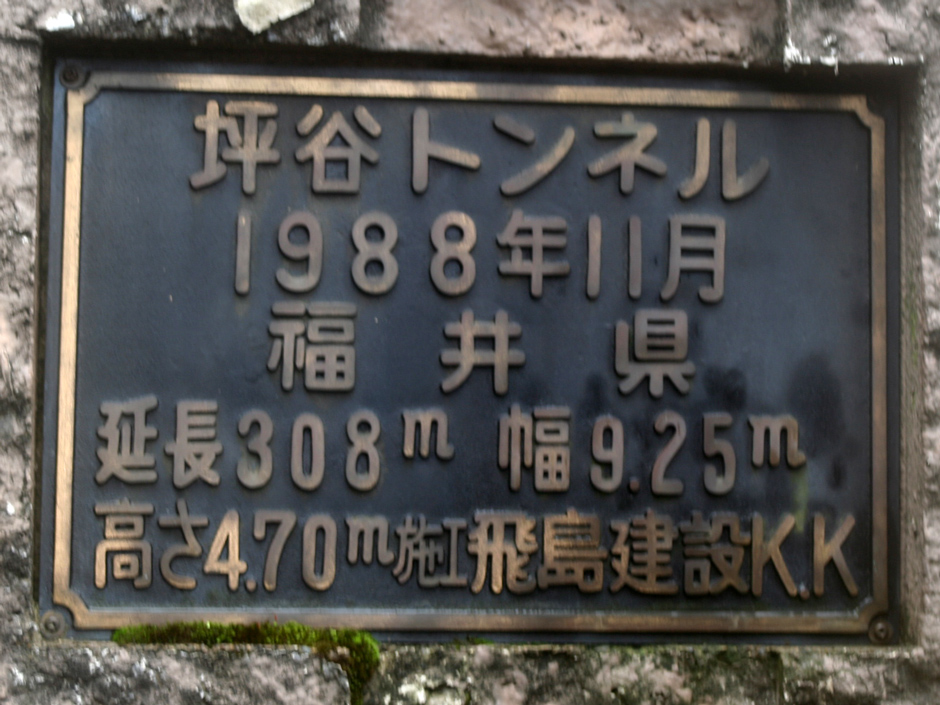 坪谷トンネル
1988年11月
福井県
延長308m 幅9.25m
高さ4.70m施工飛島建設K.K